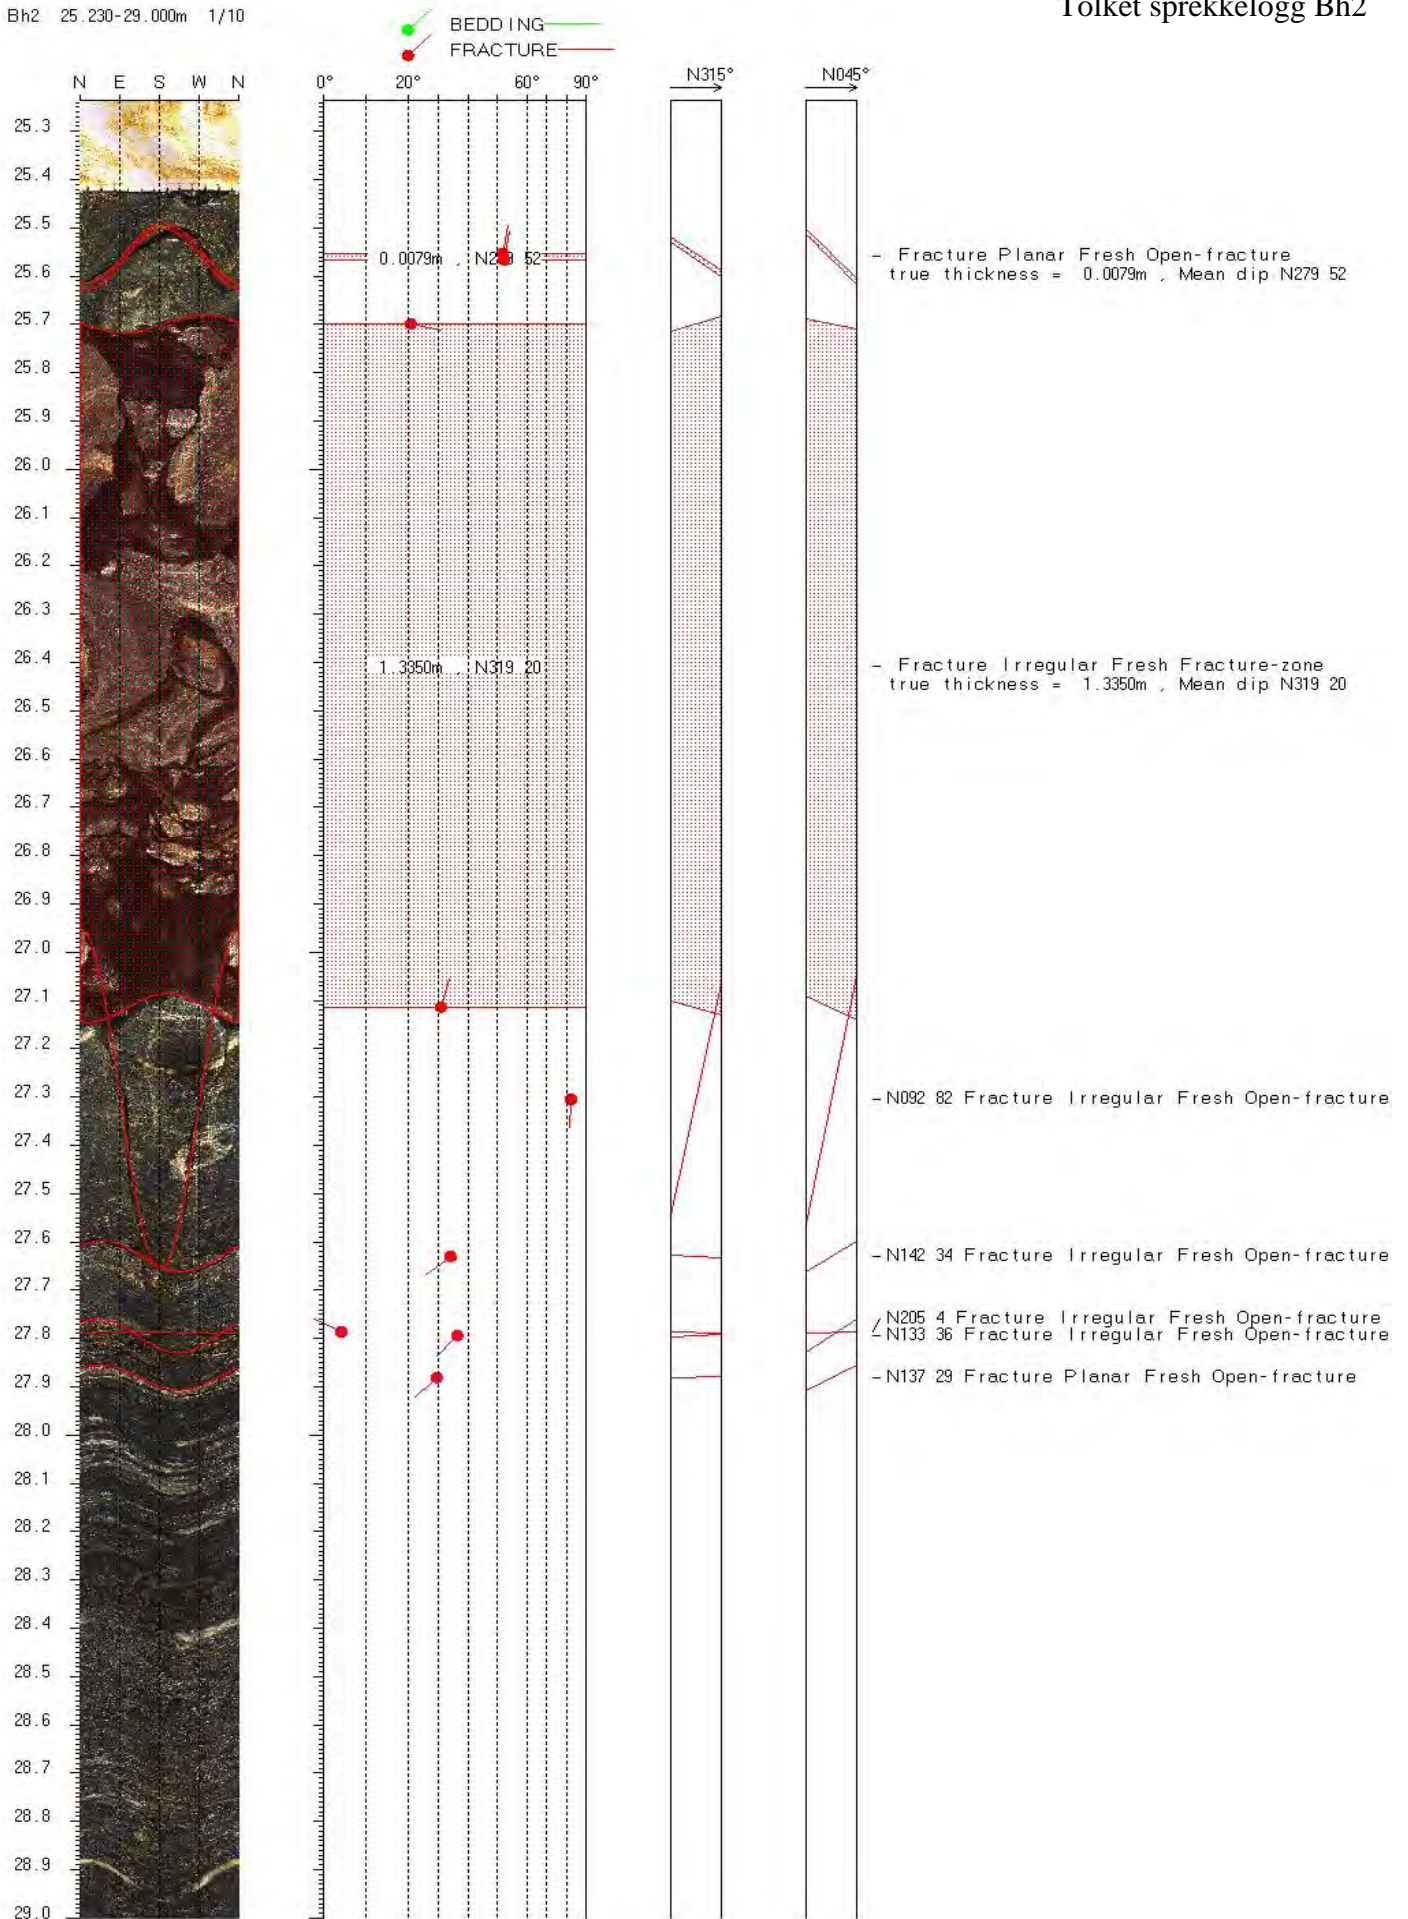 Tolket sprekkelogg Bh2
Bh2 25.230-29.000m 1/10
BEDDING
FRACTURE
N E S W N
0° 20° 60° 90°
N315°
N045°
25.3
25.4
25.5
0.0079m , N279 52
- Fracture Planar Fresh Open-fracture
true thickness = 0.0079m , Mean dip N279 52
25.6
25.7
25.8
25.9
26.0
26.1
26.2
26.3
26.4
1.3350m , N319 20
- Fracture Irregular Fresh Fracture-zone
true thickness = 1.3350m , Mean dip N319 20
26.5
26.6
26.7
26.8
26.9
27.0
27.1
27.2
27.3
-N092 82 Fracture Irregular Fresh Open-fracture
27.4
27.5
27.6
-N142 34 Fracture Irregular Fresh Open-fracture
27.7
N205 4 Fracture Irregular Fresh Open-fracture
27.8
-N133 36 Fracture Irregular Fresh Open-fracture
-N137 29 Fracture Planar Fresh Open-fracture
27.9
28.0
28.1
28.2
28.3
28.4
28.5
28.6
28.7
28.8
28.9
29.0